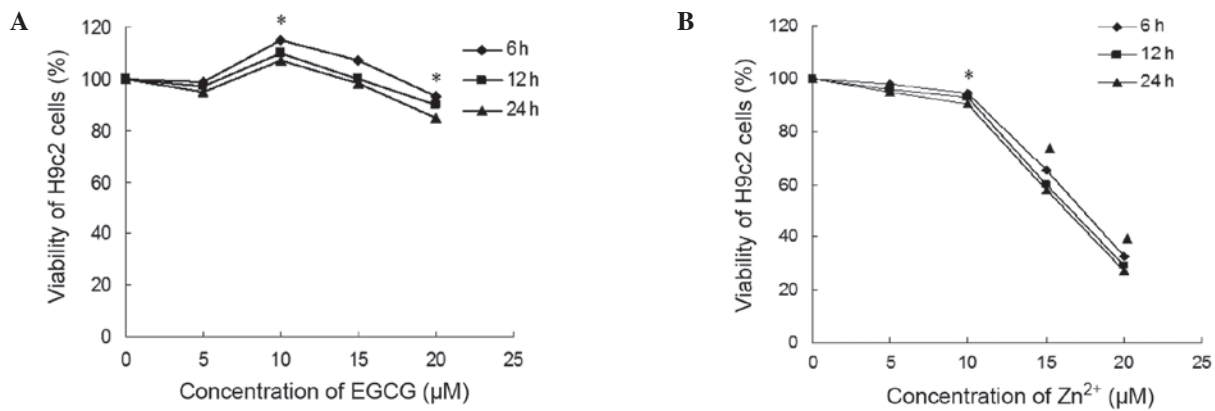 A
Viability of H9c2 cells (%)
120
100
80
60
40
20
0
*
*
6 h
12 h
24 h
0 5 10 15 20 25
Concentration of EGCG (µM)
B
Viability of H9c2 cells (%)
120
100
80
60
40
20
0
*
6 h
12 h
24 h
0 5 10 15 20 25
Concentration of Zn²⁺ (µM)